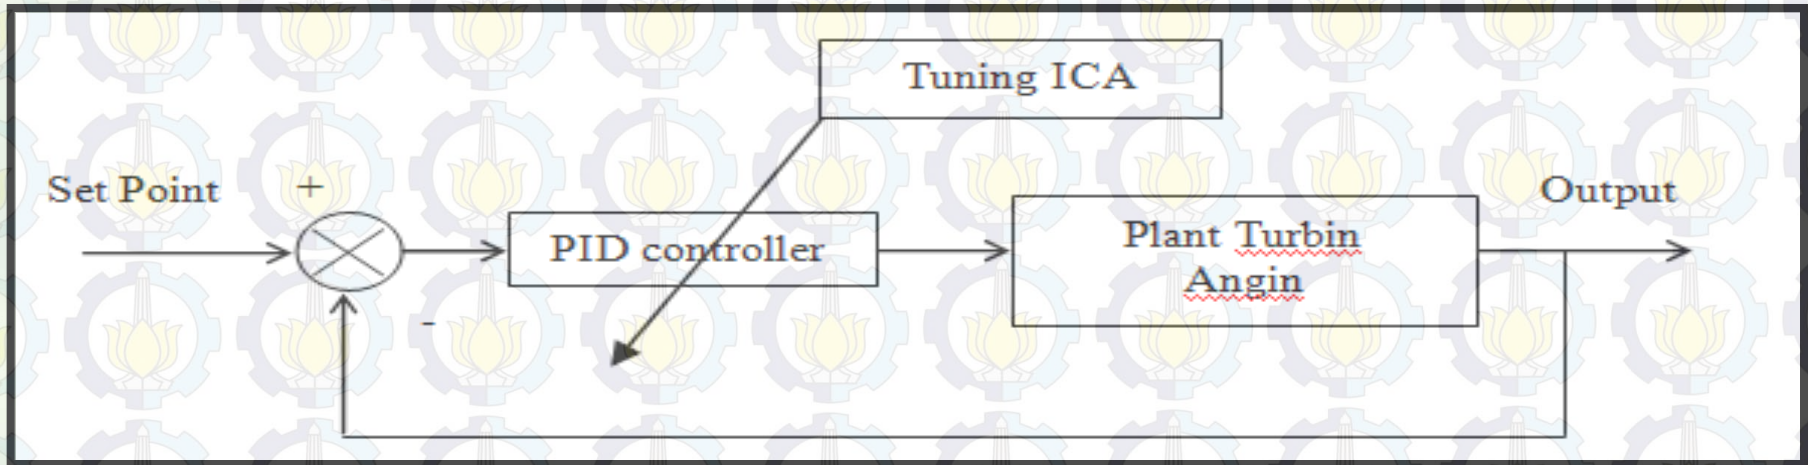 Tuning ICA
Set Point
+
Output
PID controller
Plant Turbin
Angin
-